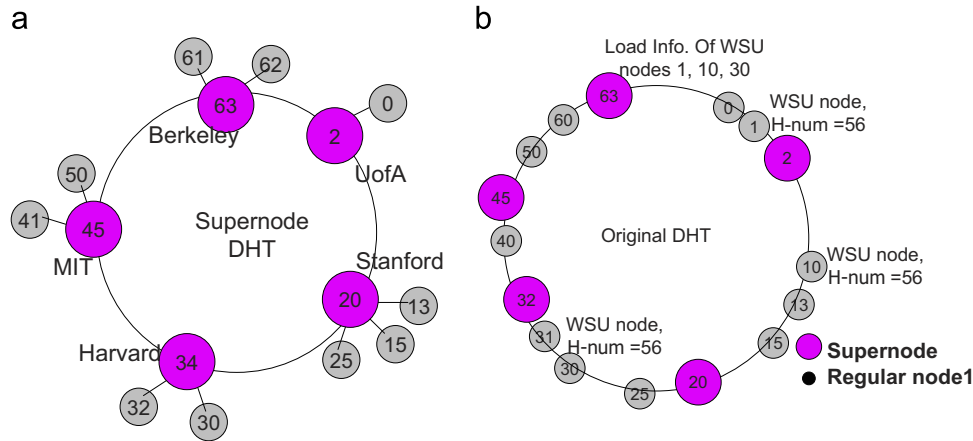 a
61
62
63
Berkeley
0
2
UofA
50
41
45
MIT
Supernode
DHT
Stanford
20
13
15
25
Harvard
34
32
30
b
Load Info. Of WSU
nodes 1, 10, 30
63
WSU node,
H-num =56
0
1
2
60
50
45
40
Original DHT
WSU node,
H-num =56
10
13
15
32
31
WSU node,
H-num =56
30
25
20
Supernode
Regular node1